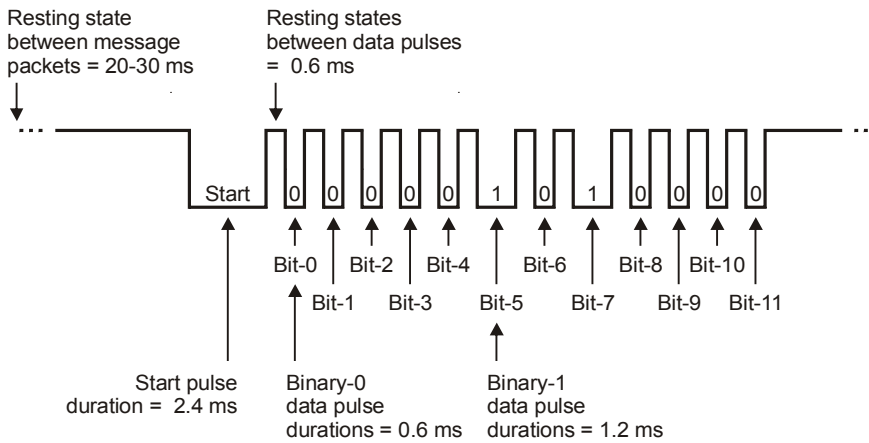 Resting state
between message
packets = 20-30 ms
Resting states
between data pulses
= 0.6 ms
Start 0 0 0 0 0 1 0 1 0 0 0 0
Bit-0 Bit-2 Bit-4 Bit-6 Bit-8 Bit-10
Bit-1 Bit-3 Bit-5 Bit-7 Bit-9 Bit-11
Start pulse
duration = 2.4 ms
Binary-0
data pulse
durations = 0.6 ms
Binary-1
data pulse
durations = 1.2 ms